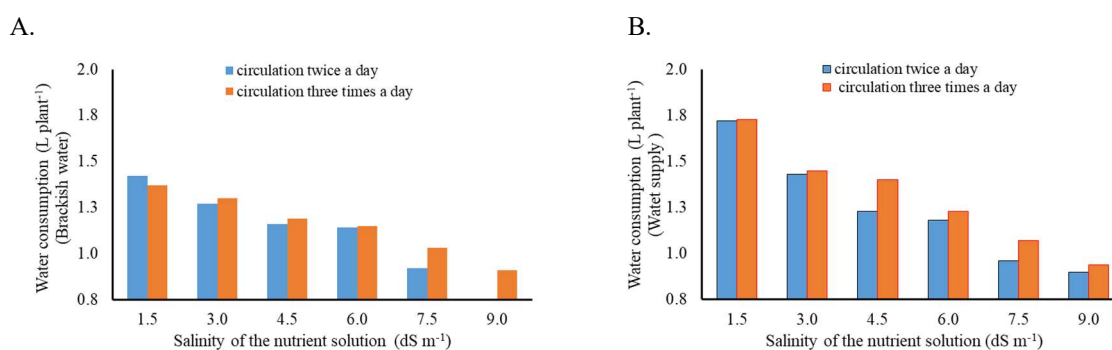 A.
circulation twice a day
circulation three times a day
Water consumption (L plant⁻¹)
(Brackish water)
2.0
1.8
1.5
1.3
1.0
0.8
1.5 3.0 4.5 6.0 7.5 9.0
Salinity of the nutrient solution (dS m⁻¹)
B.
circulation twice a day
circulation three times a day
Water consumption (L plant⁻¹)
(Watet supply )
2.0
1.8
1.5
1.3
1.0
0.8
1.5 3.0 4.5 6.0 7.5 9.0
Salinity of the nutrient solution (dS m⁻¹)